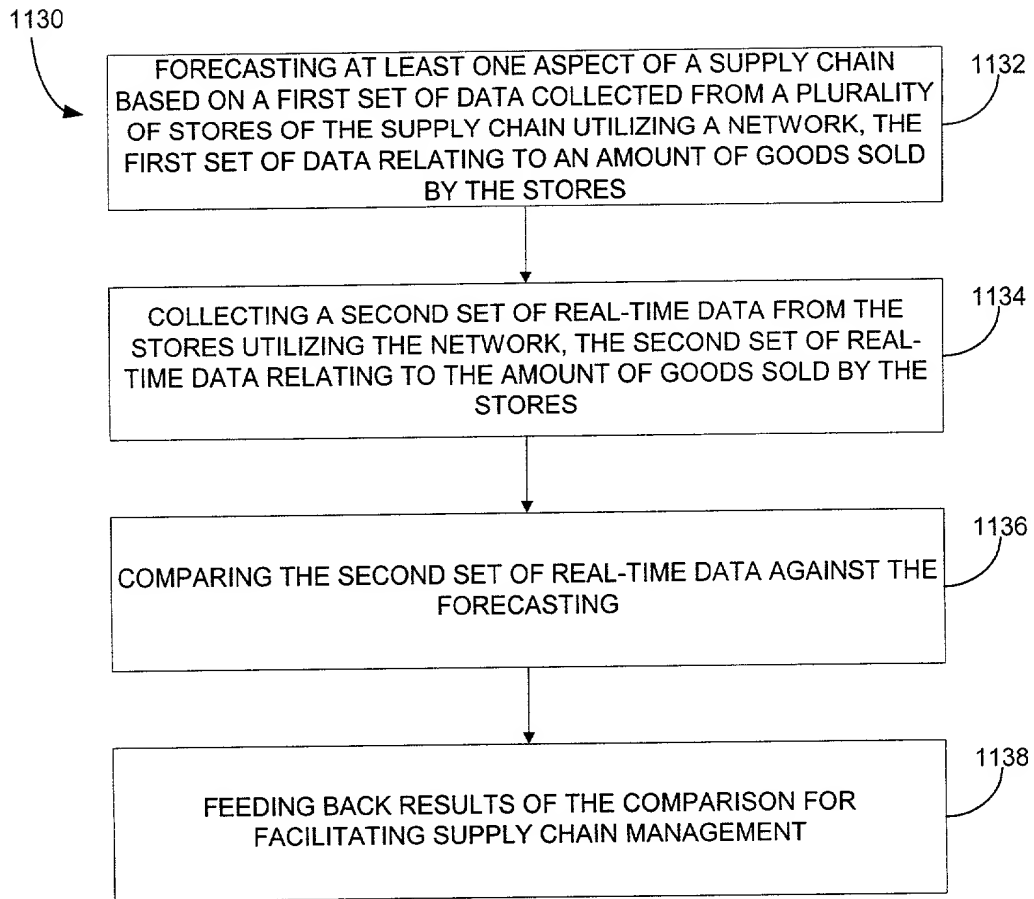 1130
FORECASTING AT LEAST ONE ASPECT OF A SUPPLY CHAIN
BASED ON A FIRST SET OF DATA COLLECTED FROM A PLURALITY
OF STORES OF THE SUPPLY CHAIN UTILIZING A NETWORK, THE
FIRST SET OF DATA RELATING TO AN AMOUNT OF GOODS SOLD
BY THE STORES
1132
COLLECTING A SECOND SET OF REAL-TIME DATA FROM THE
STORES UTILIZING THE NETWORK, THE SECOND SET OF REAL-
TIME DATA RELATING TO THE AMOUNT OF GOODS SOLD BY THE
STORES
1134
COMPARING THE SECOND SET OF REAL-TIME DATA AGAINST THE
FORECASTING
1136
FEEDING BACK RESULTS OF THE COMPARISON FOR
FACILITATING SUPPLY CHAIN MANAGEMENT
1138